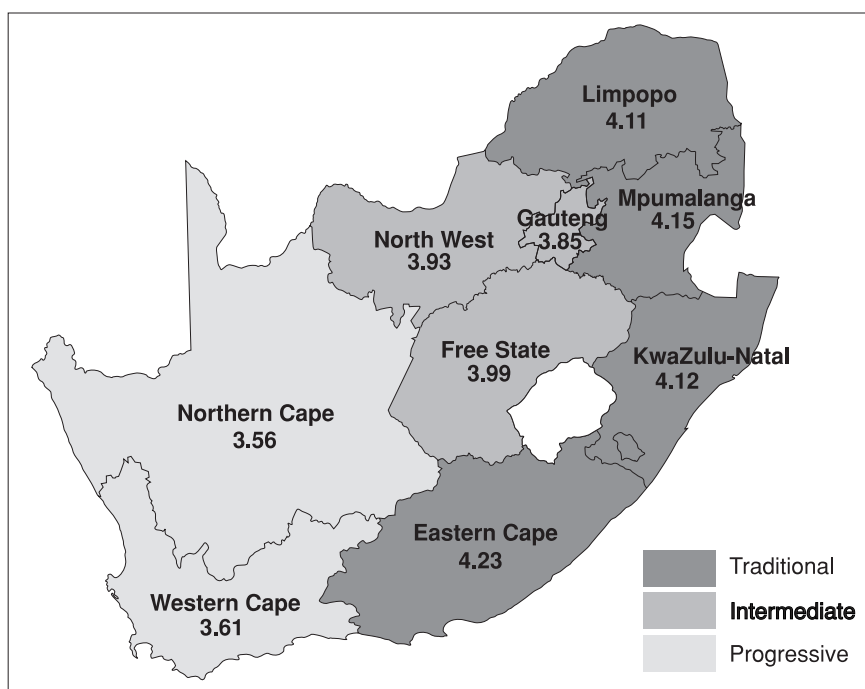 Limpopo
4.11
Mpumalanga
4.15
Gauteng
3.85
North West
3.93
Free State
3.99
KwaZulu-Natal
4.12
Northern Cape
3.56
Eastern Cape
4.23
Western Cape
3.61
Traditional
Intermediate
Progressive